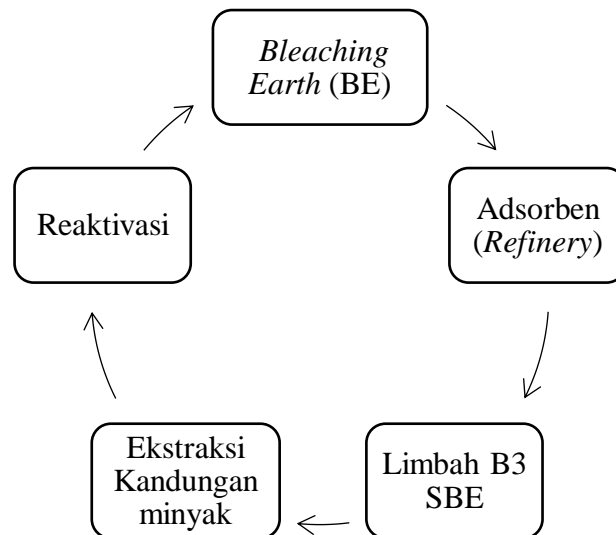 Bleaching
Earth (BE)
Adsorben
(Refinery)
Limbah B3
SBE
Ekstraksi
Kandungan
minyak
Reaktivasi